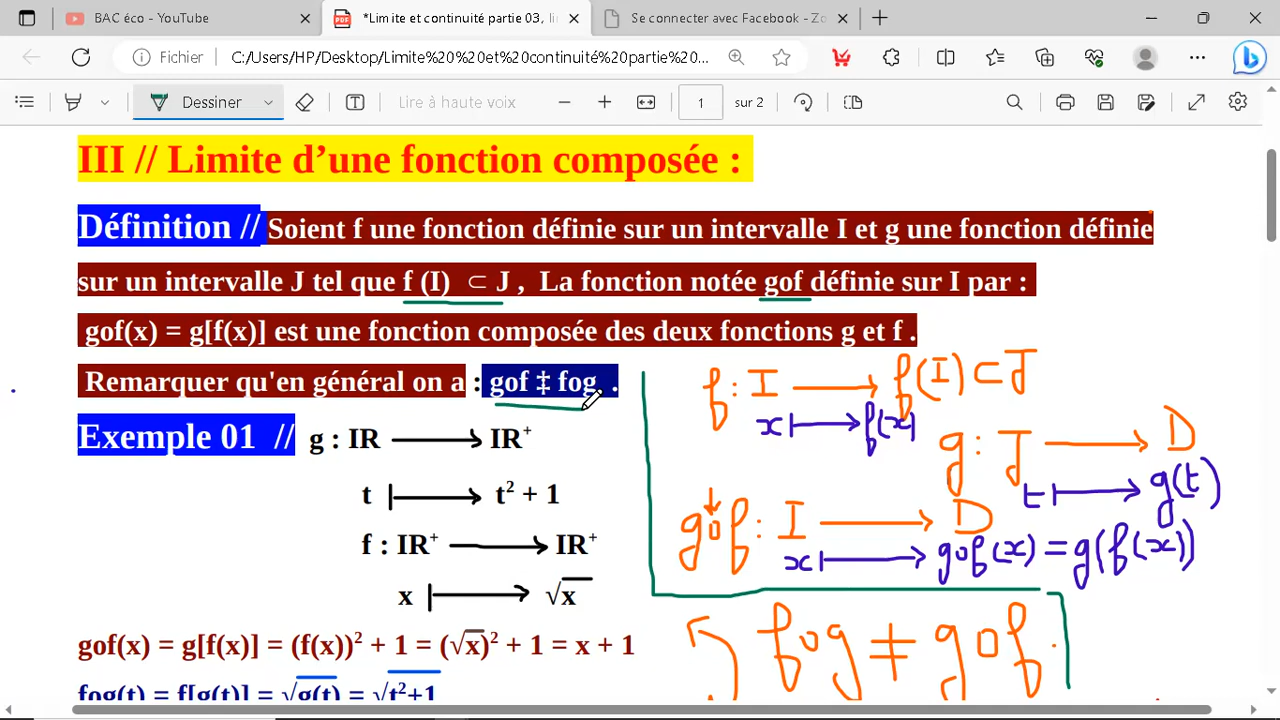 BAC éco - YouTube
*Limite et continuité partie 03, li
Se connecter avec Facebook - Zo
Fichier
C:/Users/HP/Desktop/Limite%20%20et%20continuité%20partie%20...
Dessiner
Lire à haute voix
1 sur 2
III // Limite d’une fonction composée :
Définition // Soient f une fonction définie sur un intervalle I et g une fonction définie
sur un intervalle J tel que f (I) ⊂ J , La fonction notée gof définie sur I par :
gof(x) = g[f(x)] est une fonction composée des deux fonctions g et f .
Remarquer qu'en général on a : gof ‡ fog .
f : I ⟶ f(I) ⊂ J
x ⟼ f(x)
g : J ⟶ D
t ⟼ g(t)
gof : I ⟶ D
x ⟼ gof(x) = g(f(x))
fog ≠ gof
Exemple 01 // g : IR ⟶ IR⁺
t ⟼ t² + 1
f : IR⁺ ⟶ IR⁺
x ⟼ √x
gof(x) = g[f(x)] = (f(x))² + 1 = (√x)² + 1 = x + 1
fog(t) = f[g(t)] = √g(t) = √t²+1